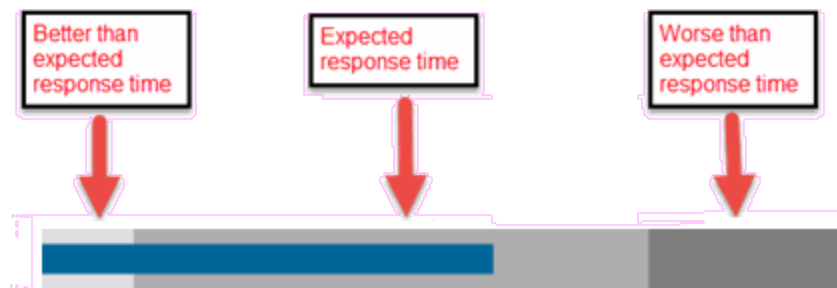 Better than
expected
response time
Expected
response time
Worse than
expected
response time